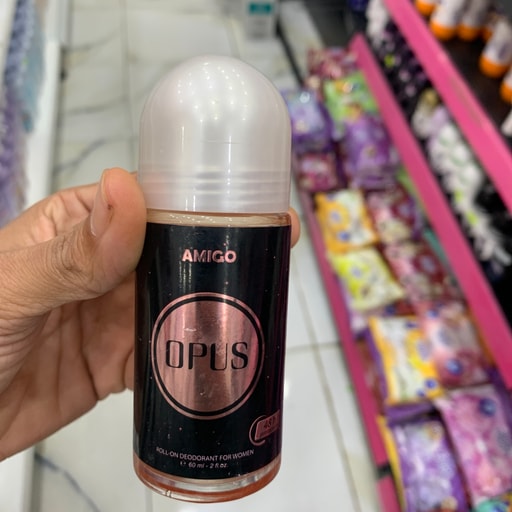 AMIGO
OPUS
ROLL-ON DEODORANT FOR WOMEN
℮ 60 ml - 2 fl oz.